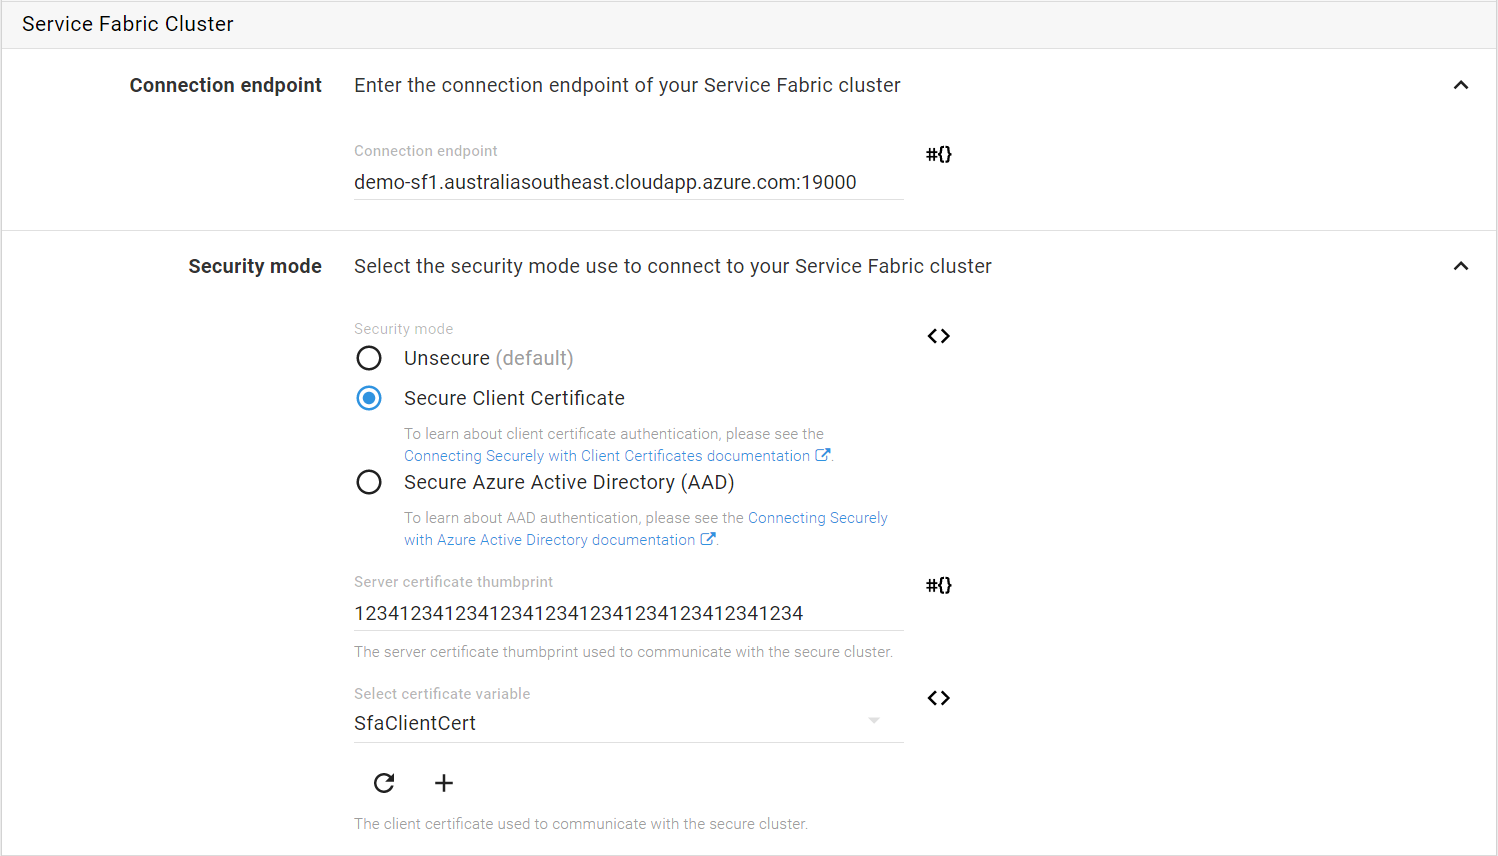 Service Fabric Cluster
Connection endpoint Enter the connection endpoint of your Service Fabric cluster
Connection endpoint
#{}
demo-sf1.australiasoutheast.cloudapp.azure.com:19000
Security mode Select the security mode use to connect to your Service Fabric cluster
Security mode
<>
Unsecure (default)
Secure Client Certificate
To learn about client certificate authentication, please see the
Connecting Securely with Client Certificates documentation.
Secure Azure Active Directory (AAD)
To learn about AAD authentication, please see the Connecting Securely
with Azure Active Directory documentation.
Server certificate thumbprint
#{}
1234123412341234123412341234123412341234
The server certificate thumbprint used to communicate with the secure cluster.
Select certificate variable
<>
SfaClientCert
The client certificate used to communicate with the secure cluster.